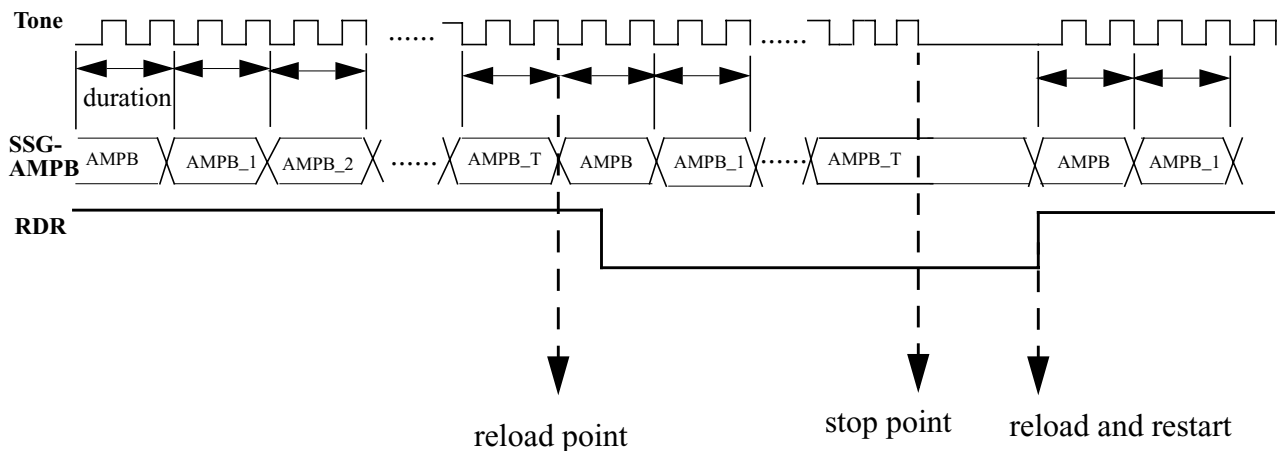 Tone
......
......
duration
SSG-
AMPB
AMPB
AMPB_1
AMPB_2
......
AMPB_T
AMPB
AMPB_1
......
AMPB_T
AMPB
AMPB_1
RDR
reload point
stop point
reload and restart